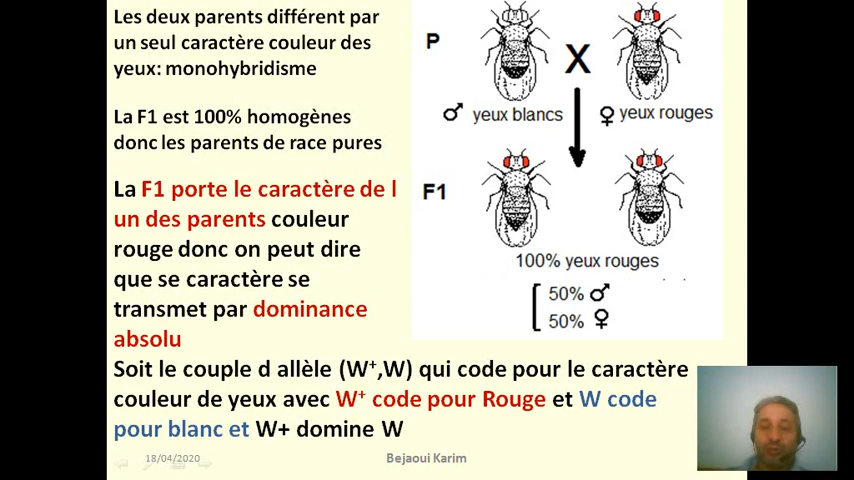 Les deux parents différent par
un seul caractère couleur des
yeux: monohybridisme
La F1 est 100% homogènes
donc les parents de race pures
La F1 porte le caractère de l
un des parents couleur
rouge donc on peut dire
que se caractère se
transmet par dominance
absolu
Soit le couple d allèle (W+,W) qui code pour le caractère
couleur de yeux avec W+ code pour Rouge et W code
pour blanc et W+ domine W
P
X
♂ yeux blancs
♀ yeux rouges
F1
100% yeux rouges
50% ♂
50% ♀
18/04/2020
Bejaoui Karim